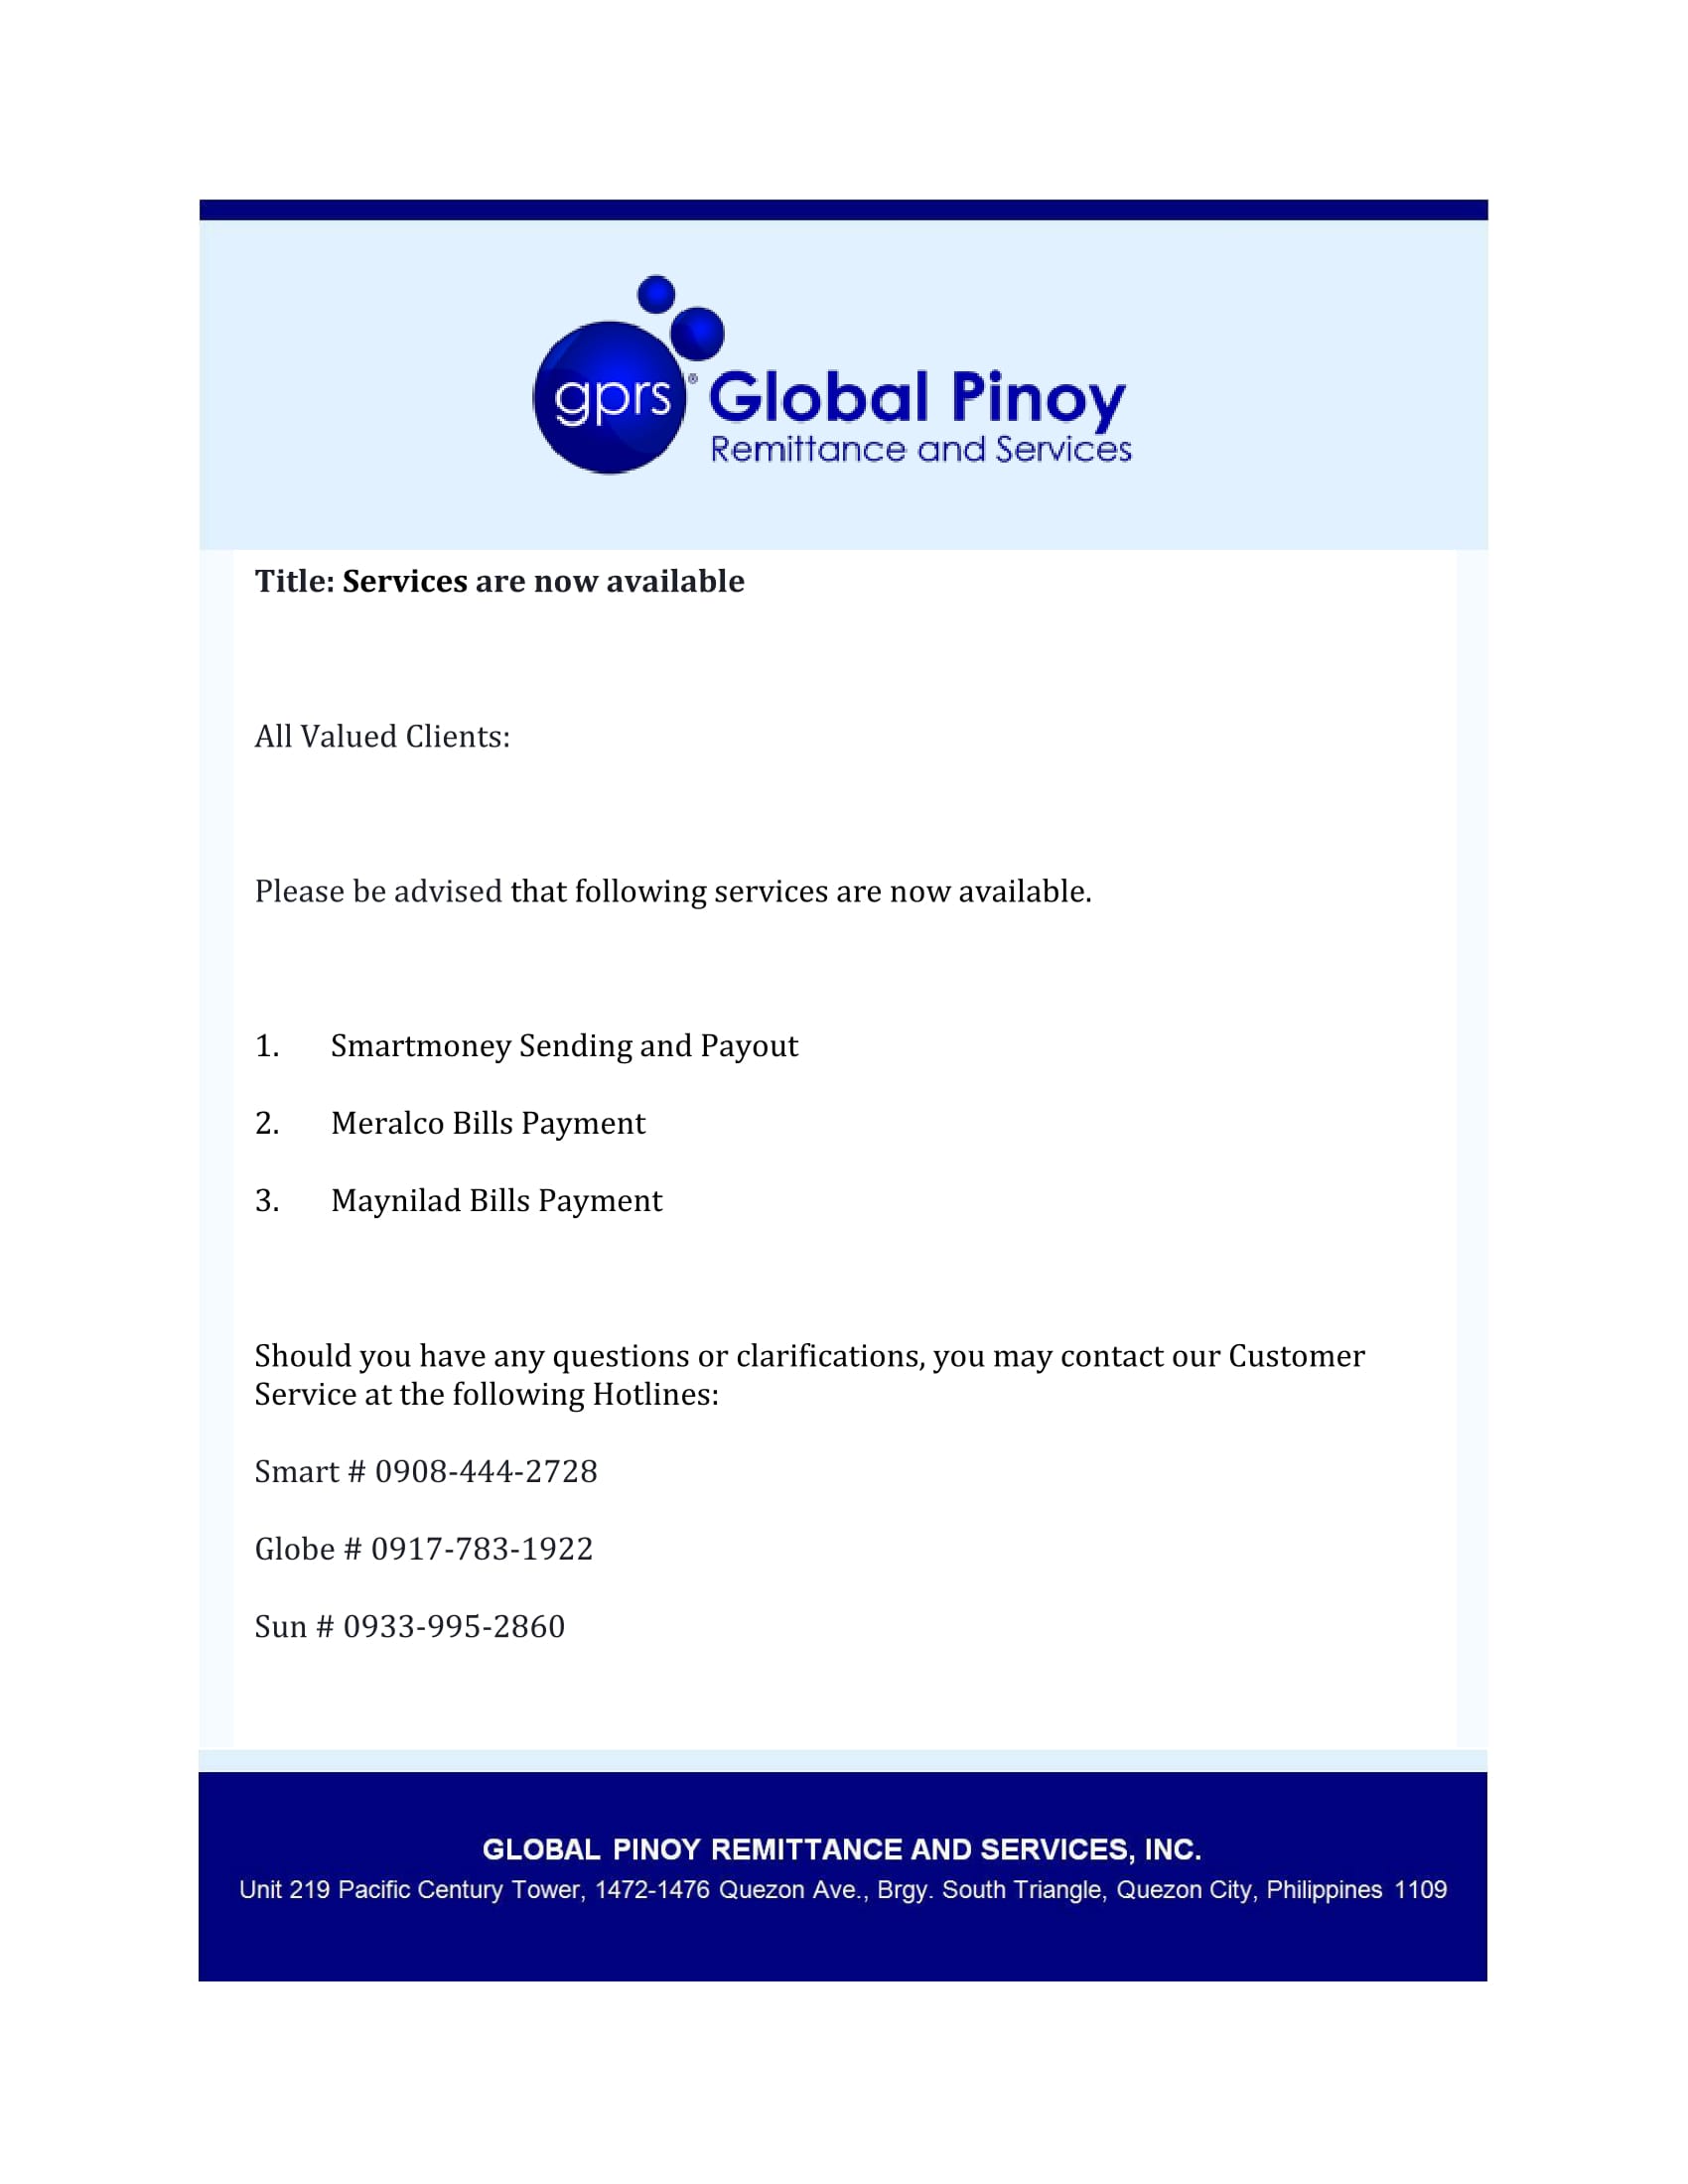 gprs® Global Pinoy
Remittance and Services
Title: Services are now available
All Valued Clients:
Please be advised that following services are now available.
1. Smartmoney Sending and Payout
2. Meralco Bills Payment
3. Maynilad Bills Payment
Should you have any questions or clarifications, you may contact our Customer
Service at the following Hotlines:
Smart # 0908-444-2728
Globe # 0917-783-1922
Sun # 0933-995-2860
GLOBAL PINOY REMITTANCE AND SERVICES, INC.
Unit 219 Pacific Century Tower, 1472-1476 Quezon Ave., Brgy. South Triangle, Quezon City, Philippines 1109